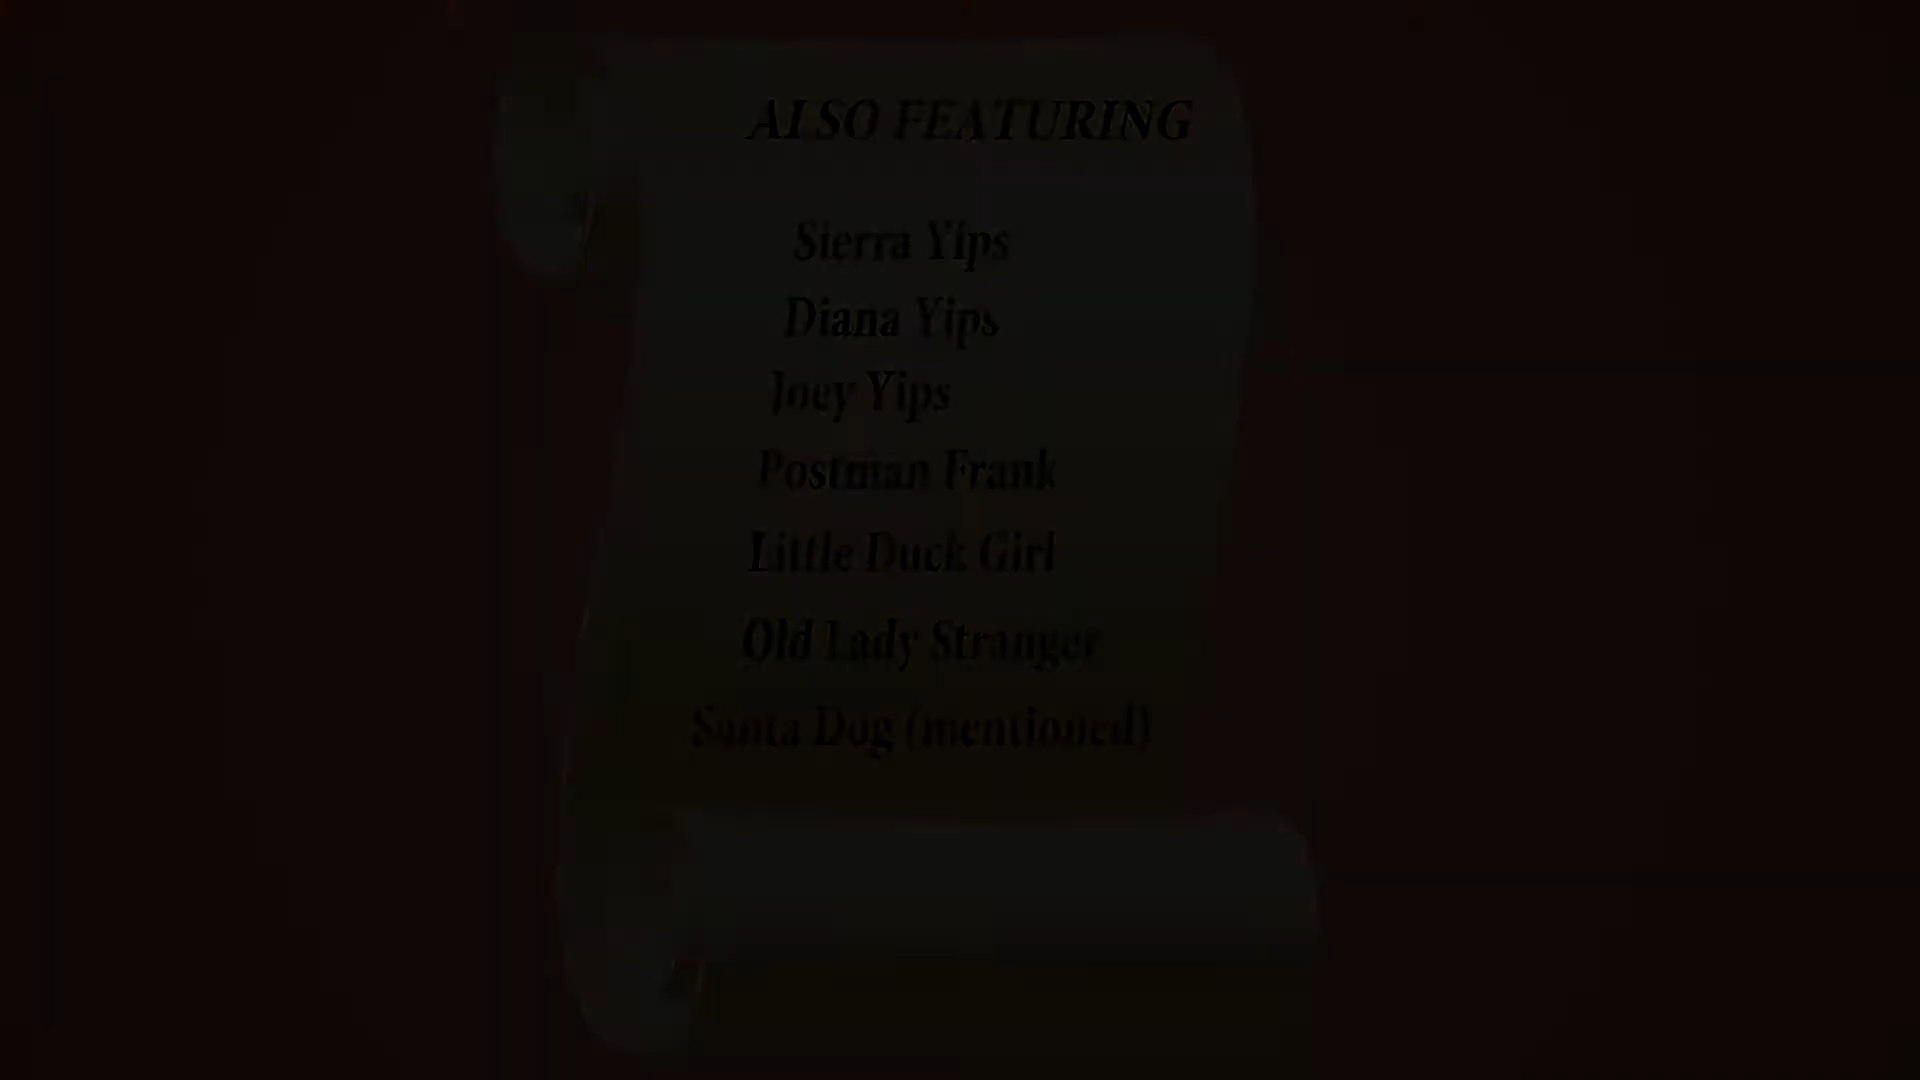 ALSO FEATURING
Sierra Yips
Diana Yips
Joey Yips
Postman Frank
Little Duck Girl
Old Lady Stranger
Santa Dog (mentioned)